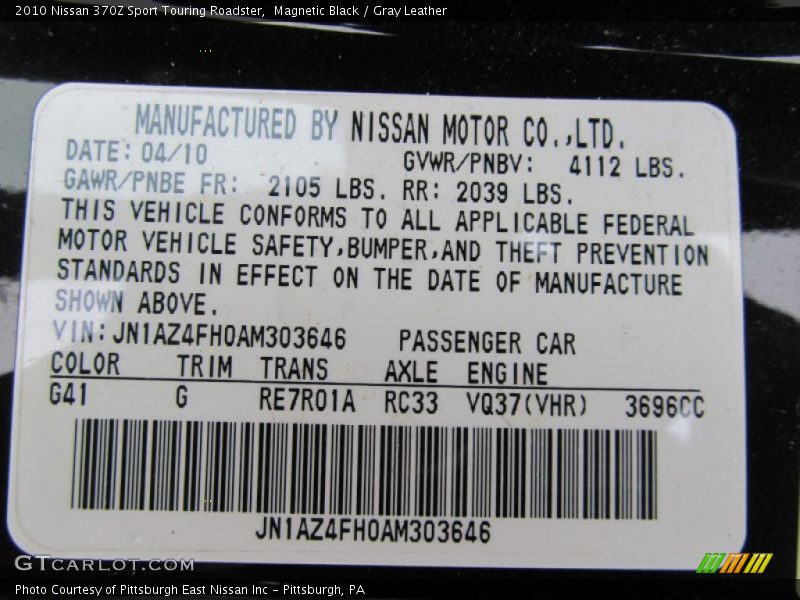 2010 Nissan 370Z Sport Touring Roadster,  Magnetic Black / Gray Leather
MANUFACTURED BY NISSAN MOTOR CO.,LTD.
DATE: 04/10 GVWR/PNBV: 4112 LBS.
GAWR/PNBE FR: 2105 LBS. RR: 2039 LBS.
THIS VEHICLE CONFORMS TO ALL APPLICABLE FEDERAL
MOTOR VEHICLE SAFETY,BUMPER,AND THEFT PREVENTION
STANDARDS IN EFFECT ON THE DATE OF MANUFACTURE
SHOWN ABOVE.
VIN: JN1AZ4FH0AM303646 PASSENGER CAR
COLOR TRIM TRANS AXLE ENGINE
G41 G RE7R01A RC33 VQ37(VHR) 3696CC
JN1AZ4FH0AM303646
GTCarLot.com
Photo Courtesy of Pittsburgh East Nissan Inc - Pittsburgh, PA